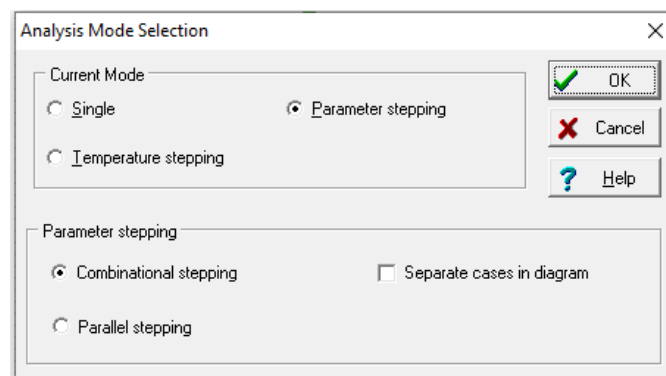 Analysis Mode Selection
Current Mode
Single
Parameter stepping
Temperature stepping
OK
Cancel
? Help
Parameter stepping
Combinational stepping
Separate cases in diagram
Parallel stepping